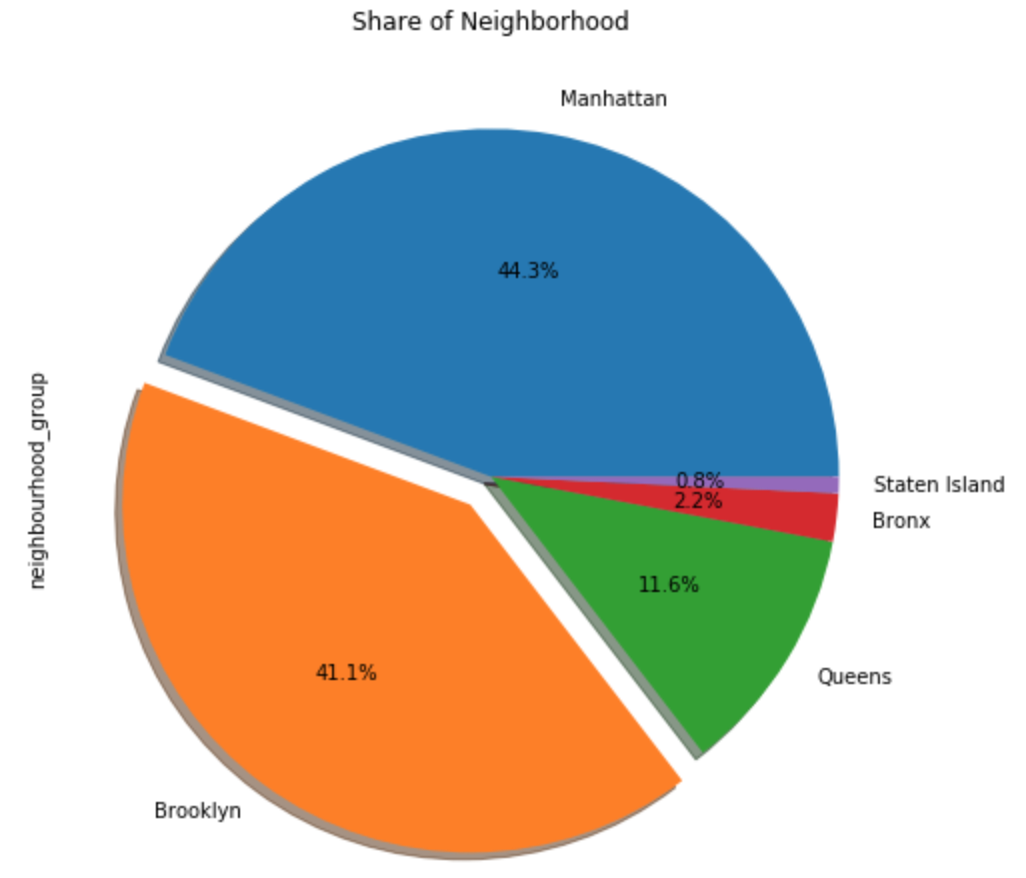 Share of Neighborhood
Manhattan
44.3%
neighbourhood_group
0.8%
Staten Island
2.2%
Bronx
11.6%
Queens
41.1%
Brooklyn